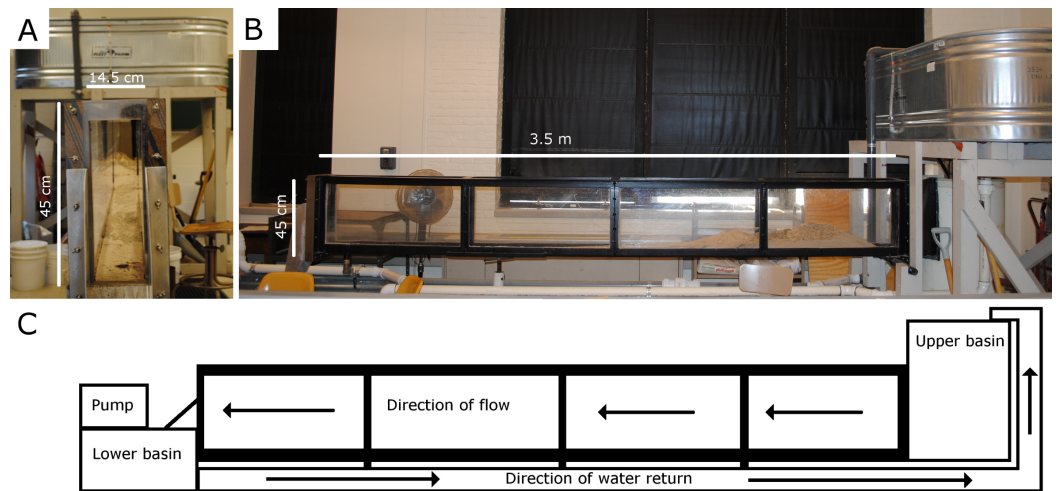 A
14.5 cm
45 cm
B
3.5 m
45 cm
C
Upper basin
Pump
Direction of flow
Lower basin
Direction of water return